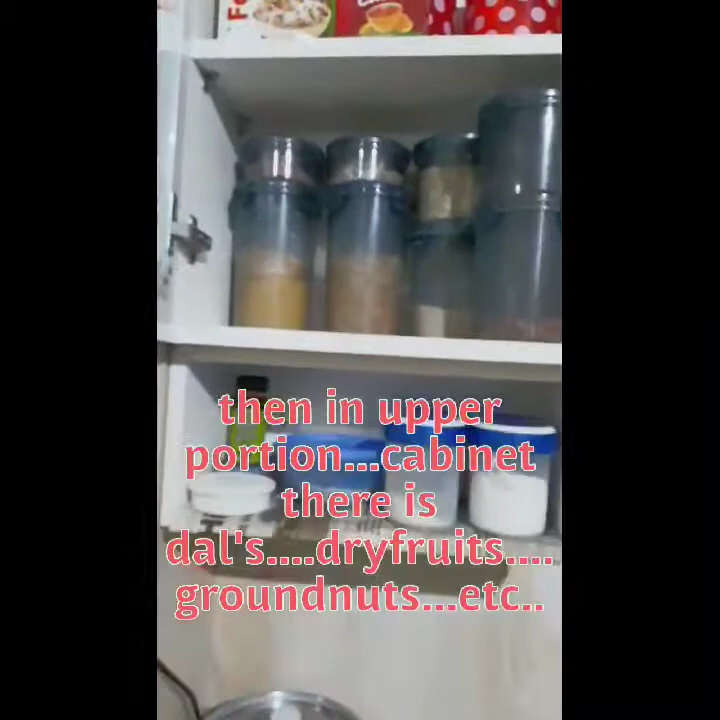 then in upper
portion...cabinet
there is
dal's....dryfruits....
groundnuts...etc..